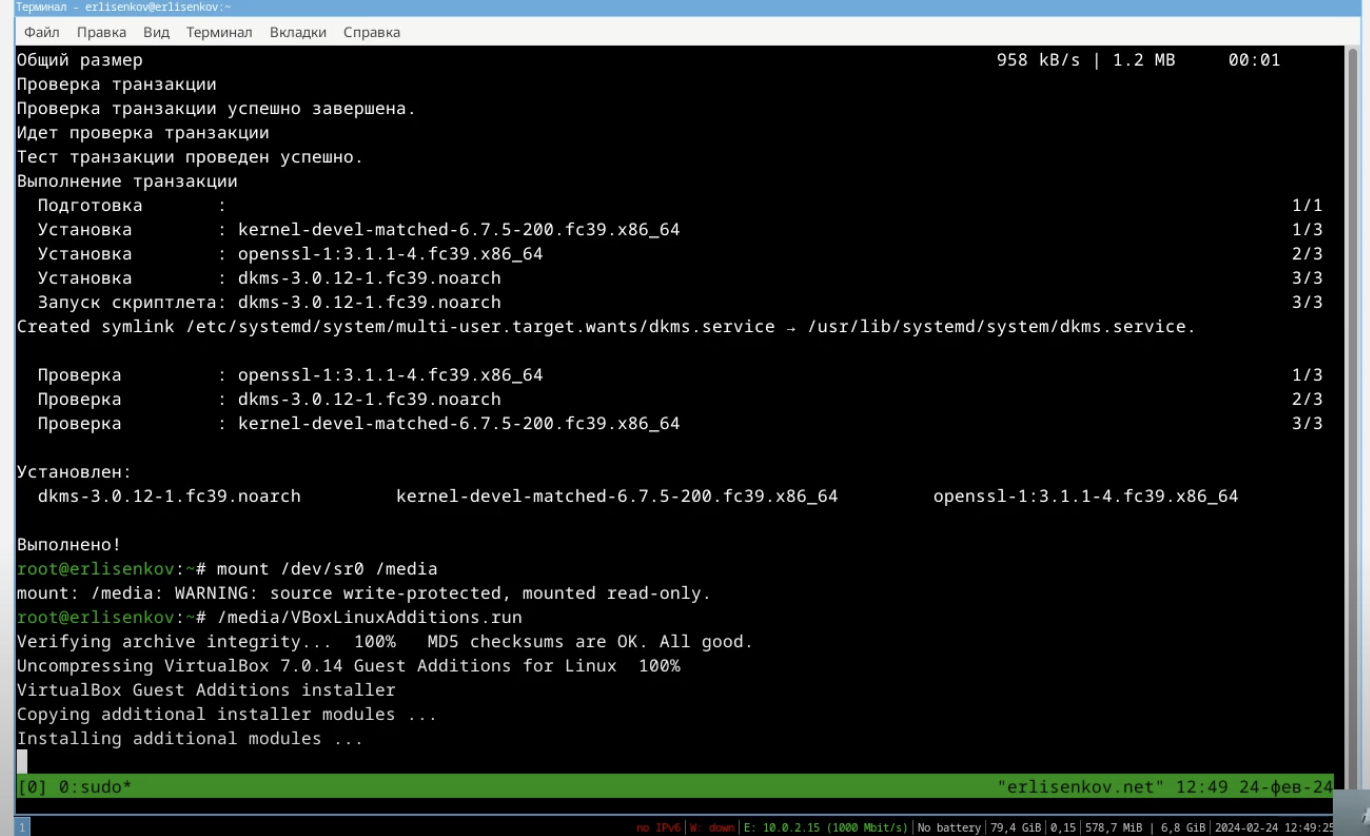 Терминал - erlisenkov@erlisenkov:~
Файл Правка Вид Терминал Вкладки Справка
Общий размер 958 kB/s | 1.2 MB 00:01
Проверка транзакции
Проверка транзакции успешно завершена.
Идет проверка транзакции
Тест транзакции проведен успешно.
Выполнение транзакции
Подготовка : 1/1
Установка : kernel-devel-matched-6.7.5-200.fc39.x86_64 1/3
Установка : openssl-1:3.1.1-4.fc39.x86_64 2/3
Установка : dkms-3.0.12-1.fc39.noarch 3/3
Запуск скриптлета: dkms-3.0.12-1.fc39.noarch 3/3
Created symlink /etc/systemd/system/multi-user.target.wants/dkms.service → /usr/lib/systemd/system/dkms.service.
Проверка : openssl-1:3.1.1-4.fc39.x86_64 1/3
Проверка : dkms-3.0.12-1.fc39.noarch 2/3
Проверка : kernel-devel-matched-6.7.5-200.fc39.x86_64 3/3
Установлен:
dkms-3.0.12-1.fc39.noarch kernel-devel-matched-6.7.5-200.fc39.x86_64 openssl-1:3.1.1-4.fc39.x86_64
Выполнено!
root@erlisenkov:~# mount /dev/sr0 /media
mount: /media: WARNING: source write-protected, mounted read-only.
root@erlisenkov:~# /media/VBoxLinuxAdditions.run
Verifying archive integrity... 100% MD5 checksums are OK. All good.
Uncompressing VirtualBox 7.0.14 Guest Additions for Linux 100%
VirtualBox Guest Additions installer
Copying additional installer modules ...
Installing additional modules ...
[0] 0:sudo* "erlisenkov.net" 12:49 24-фев-24
1 no IPv6 | W: down | E: 10.0.2.15 (1000 Mbit/s) | No battery | 79,4 GiB | 0,15 | 578,7 MiB | 6,8 GiB | 2024-02-24 12:49:25